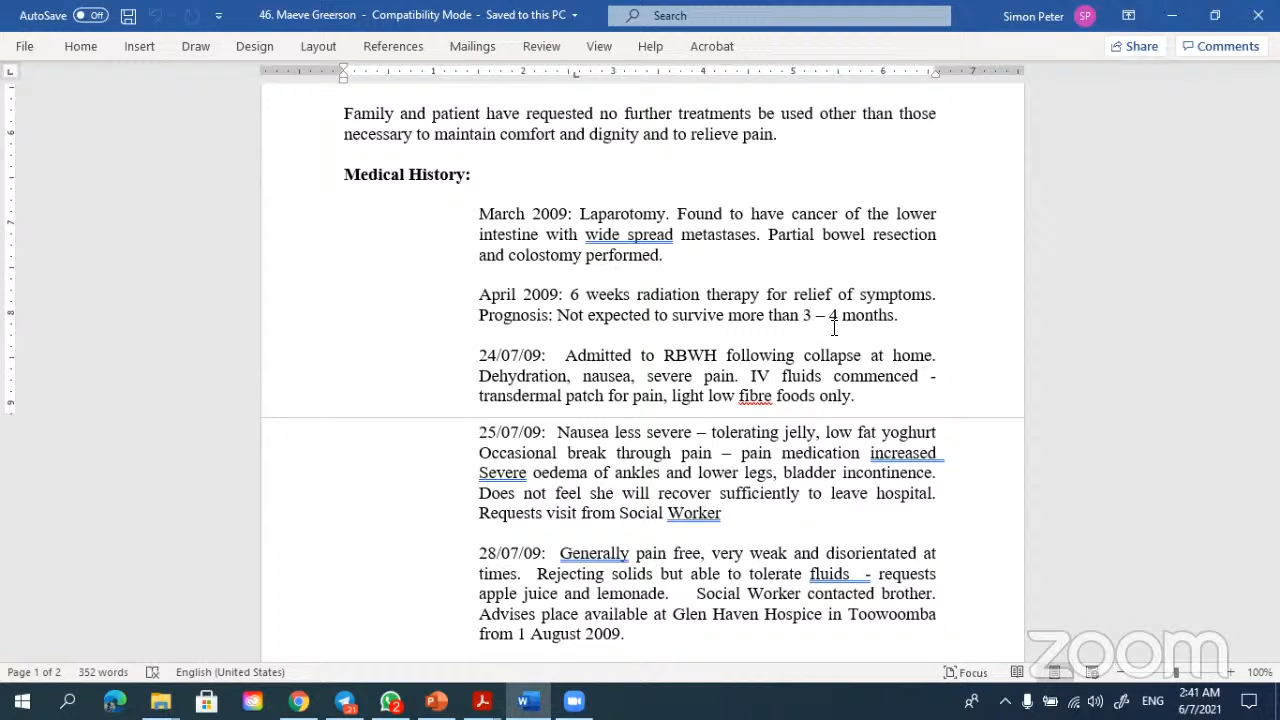 AutoSave Off 46. Maeve Greerson - Compatibility Mode - Saved to this PC Search Simon Peter SP
File Home Insert Draw Design Layout References Mailings Review View Help Acrobat Share Comments
1 2 3 4 5 6 7
Family and patient have requested no further treatments be used other than those
necessary to maintain comfort and dignity and to relieve pain.
Medical History:
March 2009: Laparotomy. Found to have cancer of the lower
intestine with wide spread metastases. Partial bowel resection
and colostomy performed.
April 2009: 6 weeks radiation therapy for relief of symptoms.
Prognosis: Not expected to survive more than 3 – 4 months.
24/07/09: Admitted to RBWH following collapse at home.
Dehydration, nausea, severe pain. IV fluids commenced -
transdermal patch for pain, light low fibre foods only.
25/07/09: Nausea less severe – tolerating jelly, low fat yoghurt
Occasional break through pain – pain medication increased
Severe oedema of ankles and lower legs, bladder incontinence.
Does not feel she will recover sufficiently to leave hospital.
Requests visit from Social Worker
28/07/09: Generally pain free, very weak and disorientated at
times. Rejecting solids but able to tolerate fluids - requests
apple juice and lemonade. Social Worker contacted brother.
Advises place available at Glen Haven Hospice in Toowoomba
from 1 August 2009.
zoom
Page 1 of 2 352 words English (United States) Focus 100%
21 2 ENG 2:41 AM
6/7/2021